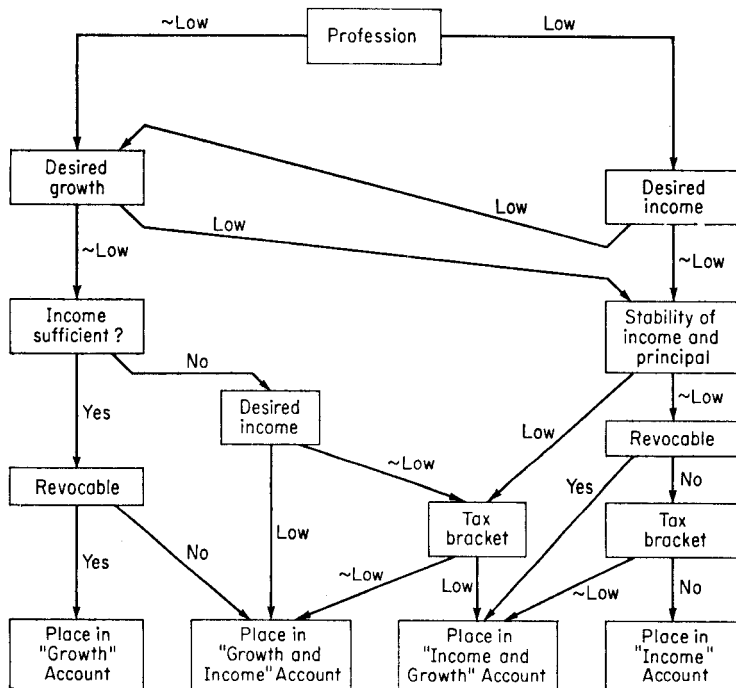 ~Low
Profession
Low
Desired
growth
Low
Low
Desired
income
~Low
~Low
Income
sufficient ?
Stability of
income and
principal
No
Yes
Desired
income
Low
~Low
Revocable
~Low
Yes
No
Revocable
Tax
bracket
Tax
bracket
Yes
No
Low
~Low
Low
~Low
No
Place in
"Growth"
Account
Place in
"Growth and
Income" Account
Place in
"Income and
Growth" Account
Place in
"Income"
Account